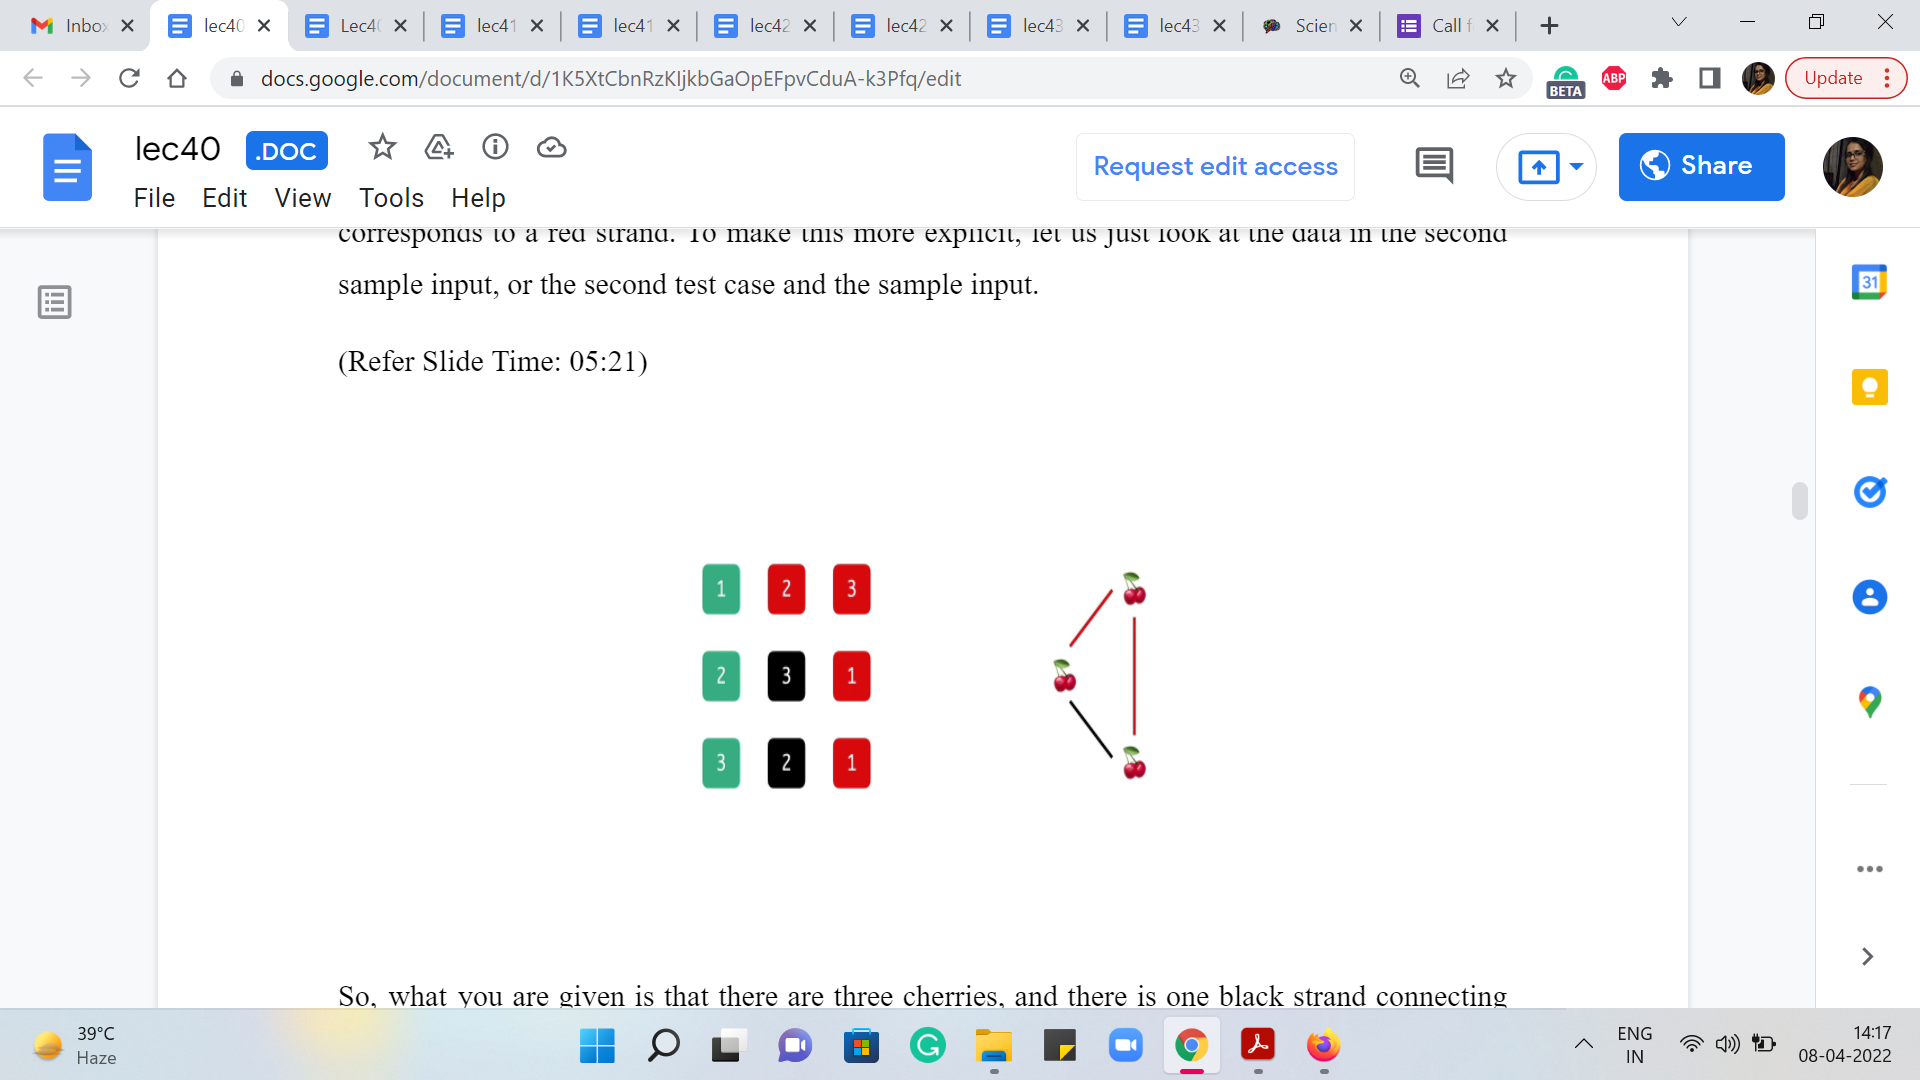 Inbox
lec40
Lec40
lec41
lec41
lec42
lec42
lec43
lec43
Scien
Call f
docs.google.com/document/d/1K5XtCbnRzKIjkbGaOpEFpvCduA-k3Pfq/edit
BETA
ABP
Update
lec40
.DOC
Request edit access
Share
File Edit View Tools Help
corresponds to a red strand. To make this more explicit, let us just look at the data in the second
sample input, or the second test case and the sample input.
(Refer Slide Time: 05:21)
1 2 3
2 3 1
3 2 1
So, what you are given is that there are three cherries, and there is one black strand connecting
31
39°C
Haze
ENG
IN
14:17
08-04-2022